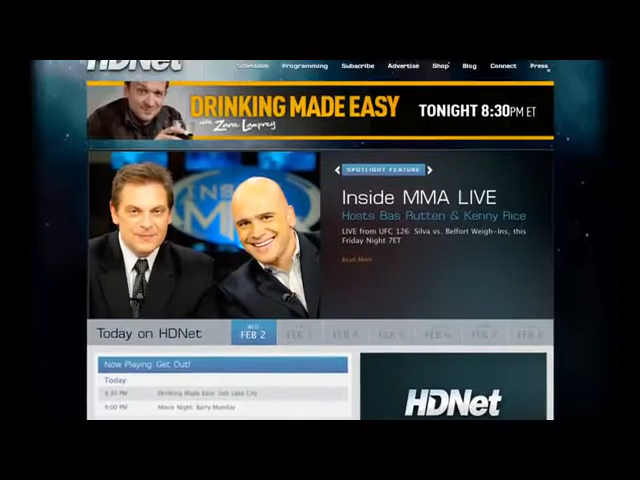 HDNet
Schedules Programming Subscribe Advertise Shop Blog Connect Press
DRINKING MADE EASY
with Zane Lamprey
TONIGHT 8:30PM ET
SPOTLIGHT FEATURE
INSIDE
MMA
Inside MMA LIVE
Hosts Bas Rutten & Kenny Rice
LIVE from UFC 126: Silva vs. Belfort Weigh-Ins, this
Friday Night 7ET
Read More
Today on HDNet
WED
FEB 2
FEB 3
FEB 4
FEB 5
FEB 6
FEB 7
FEB 8
Now Playing Get Out!
Today
8:30 PM Drinking Made Easy: Salt Lake City
9:00 PM Movie Night: Barry Munday
HDNet